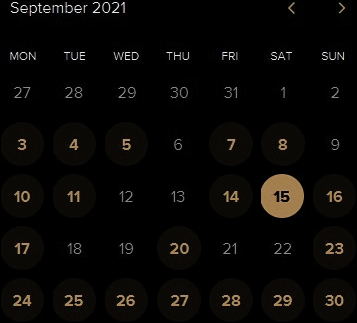 September 2021
MON TUE WED THU FRI SAT SUN
27 28 29 30 31 1 2
3 4 5 6 7 8 9
10 11 12 13 14 15 16
17 18 19 20 21 22 23
24 25 26 27 28 29 30